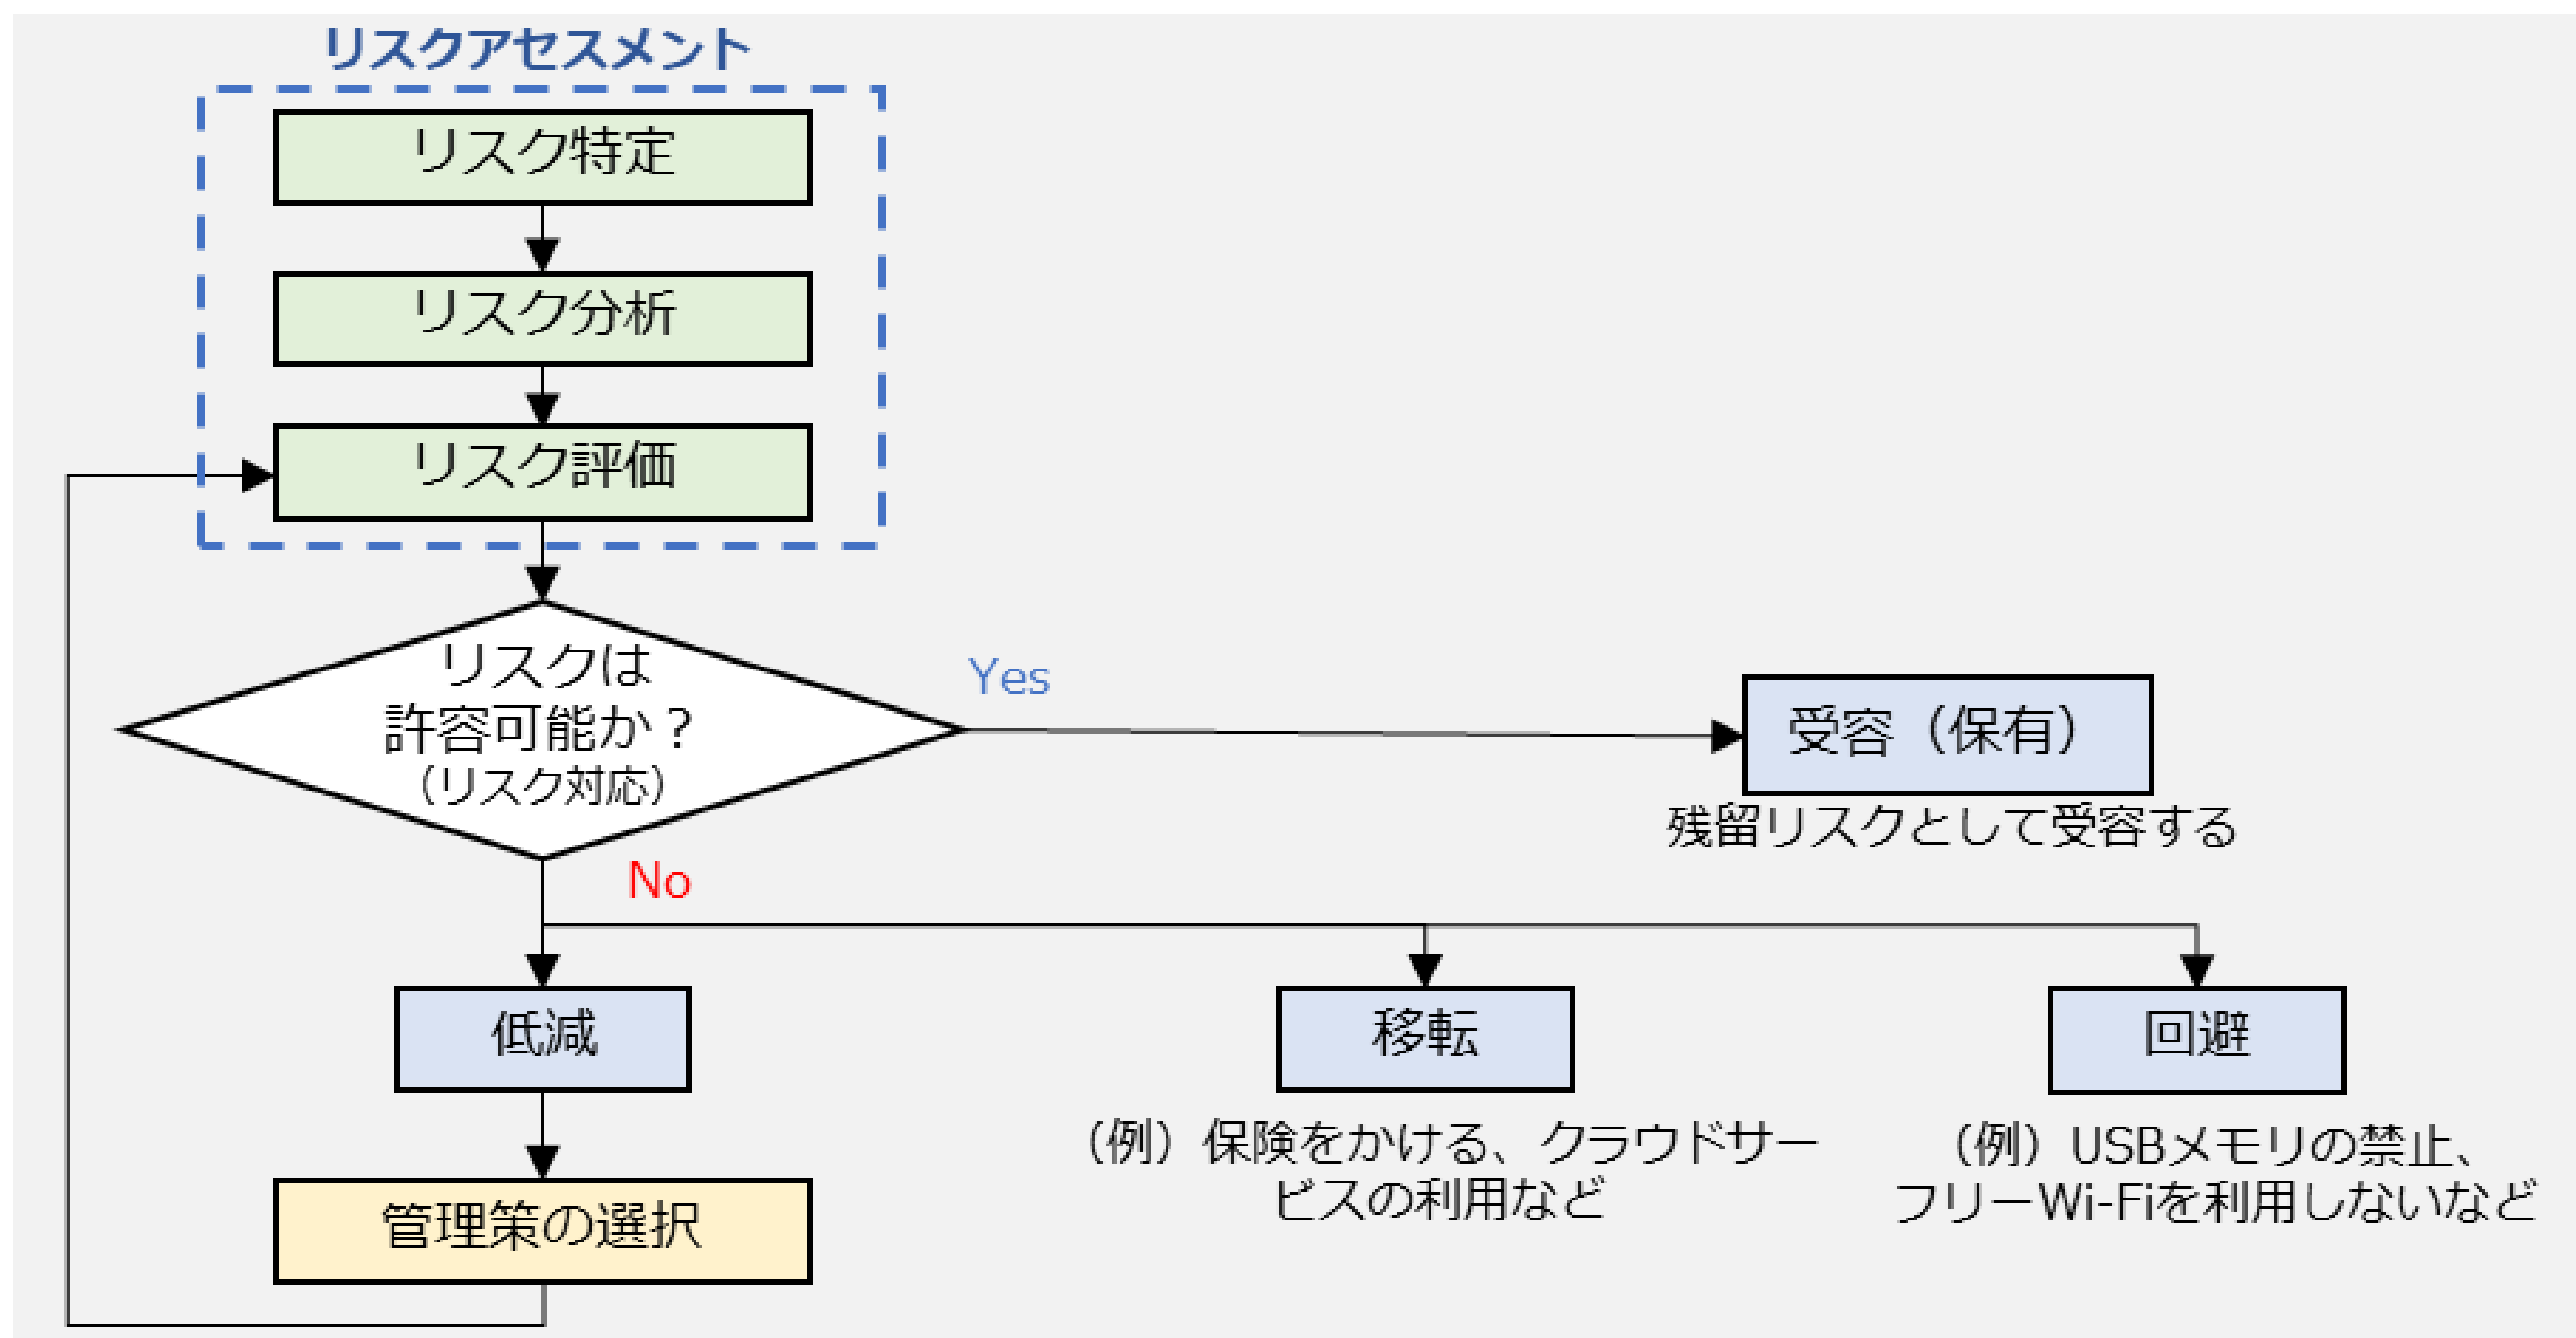 リスクアセスメント
リスク特定
リスク分析
リスク評価
リスクは
許容可能か？
（リスク対応）
Yes
受容（保有）
残留リスクとして受容する
No
低減
移転
回避
（例）保険をかける、クラウドサー
ビスの利用など
（例）USBメモリの禁止、
フリーWi-Fiを利用しないなど
管理策の選択